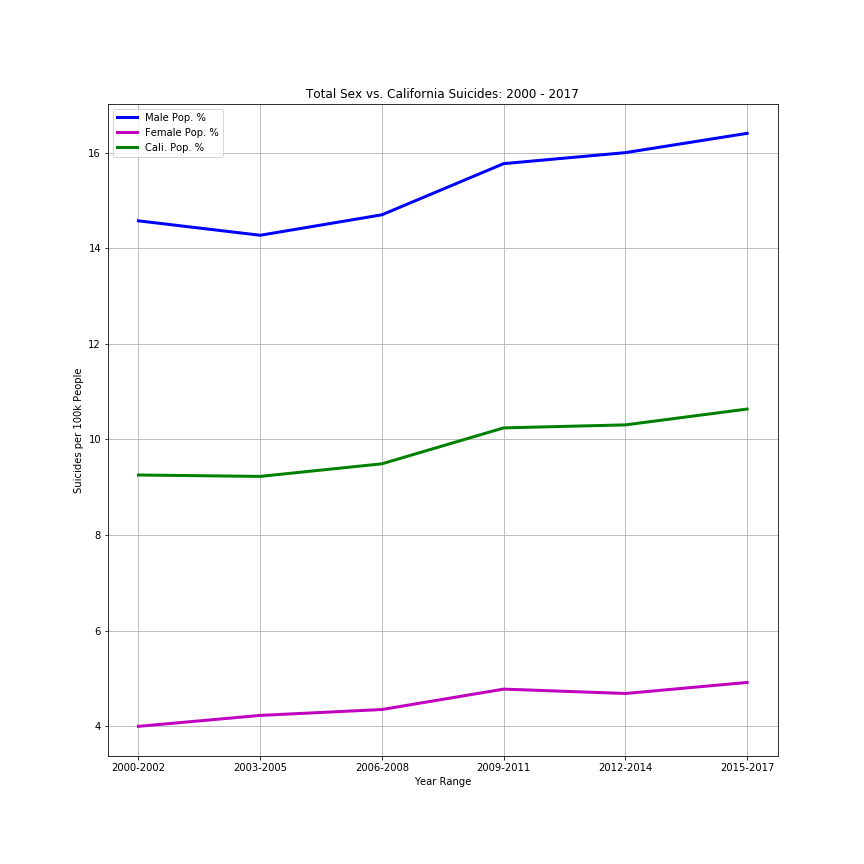 Total Sex vs. California Suicides: 2000 - 2017
Male Pop. %
Female Pop. %
Cali. Pop. %
Suicides per 100k People
16
14
12
10
8
6
4
2000-2002 2003-2005 2006-2008 2009-2011 2012-2014 2015-2017
Year Range